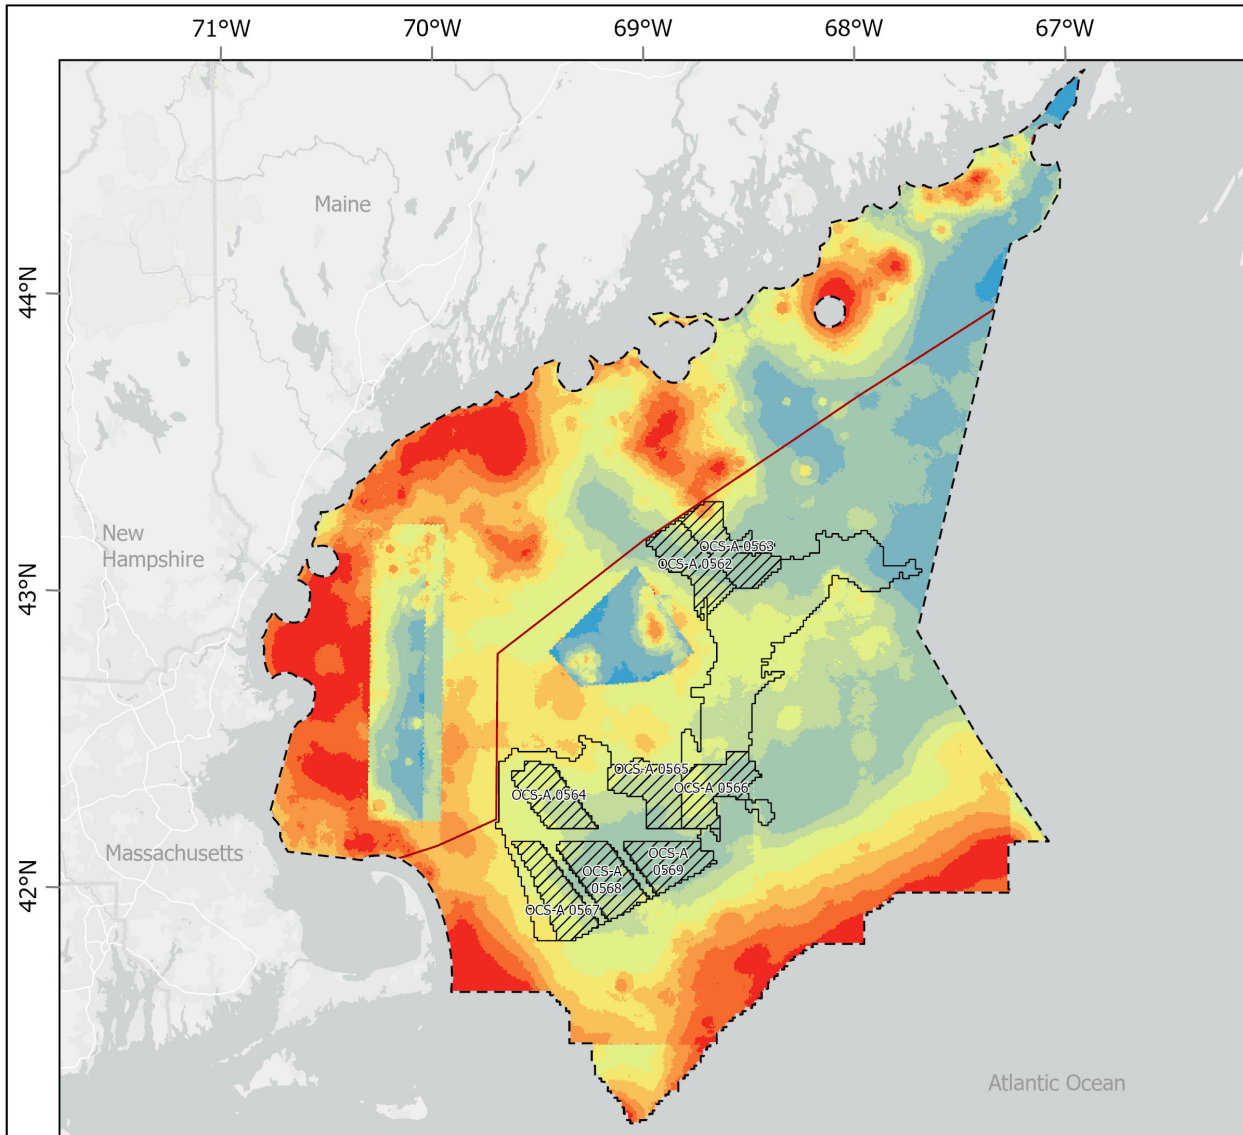 71°W 70°W 69°W 68°W 67°W
44°N
43°N
42°N
Maine
New
Hampshire
Massachusetts
Atlantic Ocean
OCS-A 0563
OCS-A 0562
OCS-A 0565
OCS-A 0566
OCS-A 0564
OCS-A
0569
OCS-A
0568
OCS-A 0567